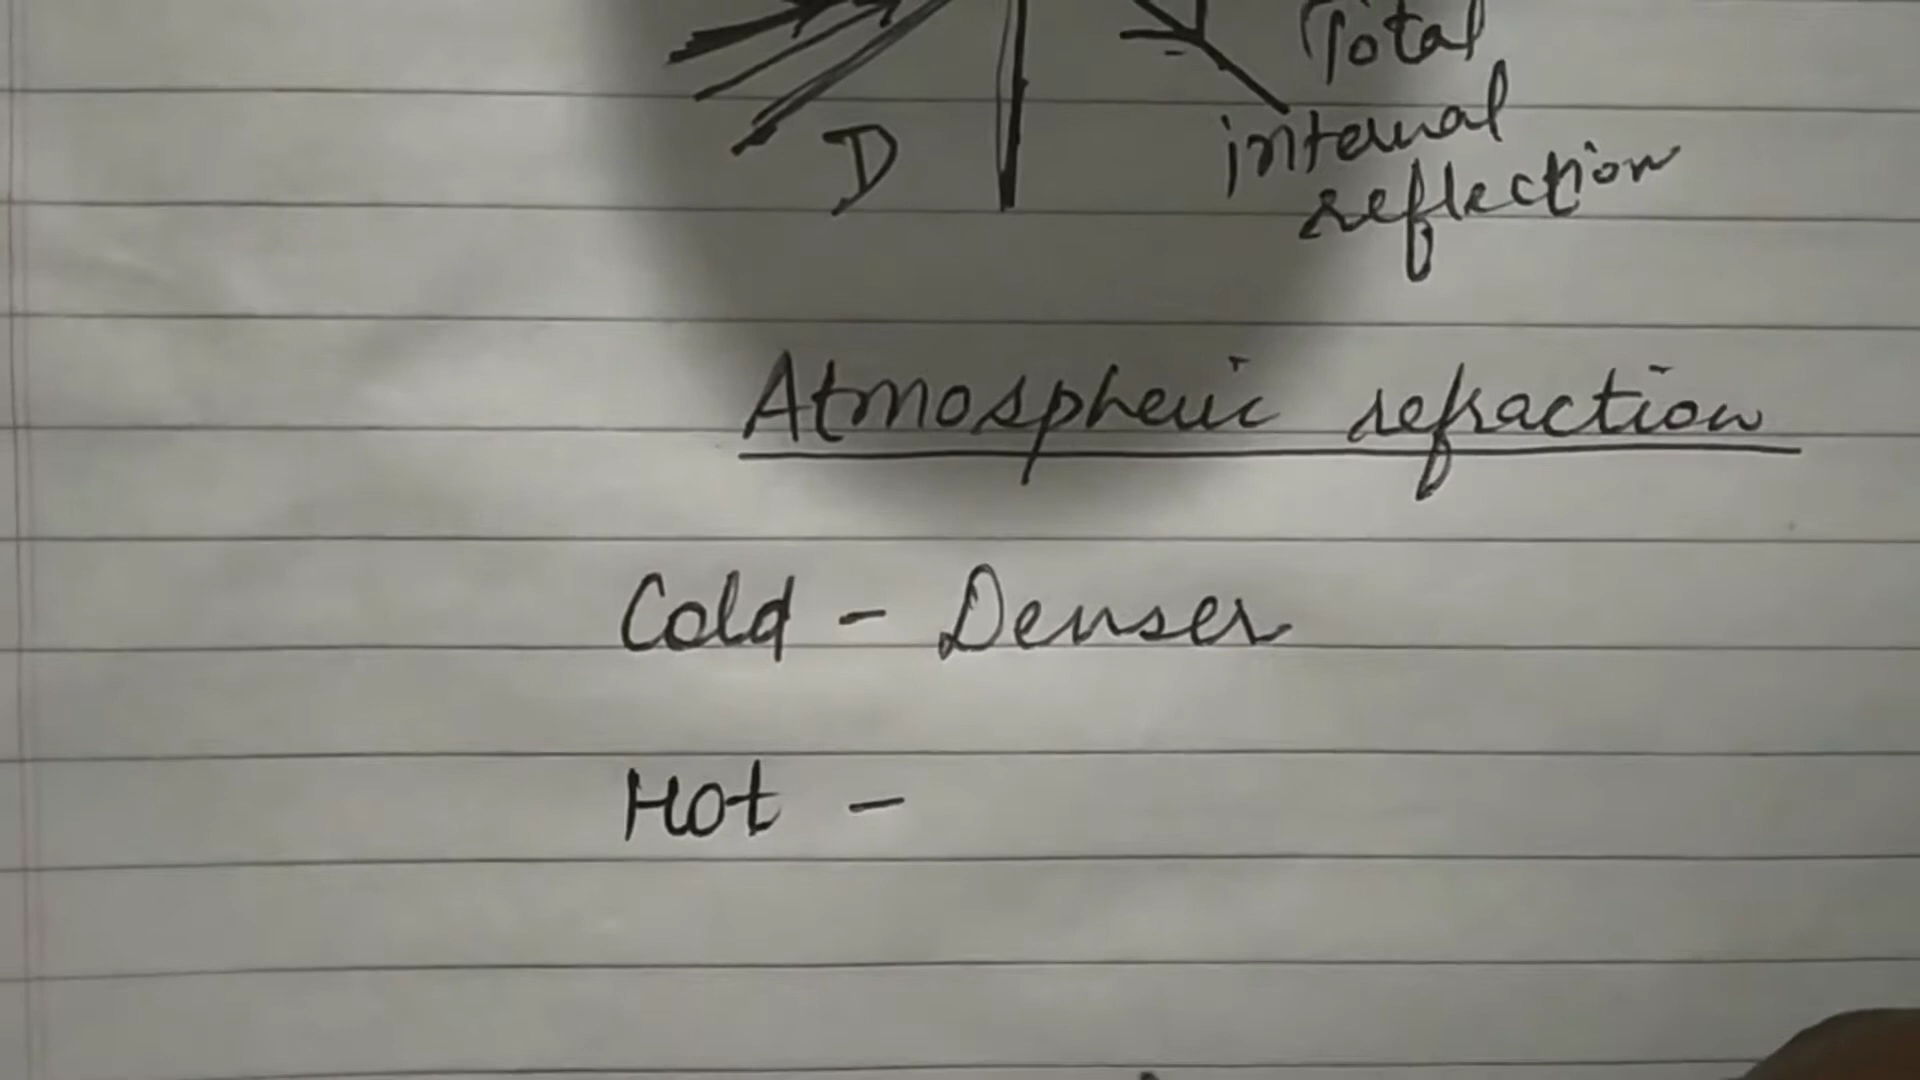 Total
internal
reflection
D
Atmospheric refraction
Cold - Denser
Hot -